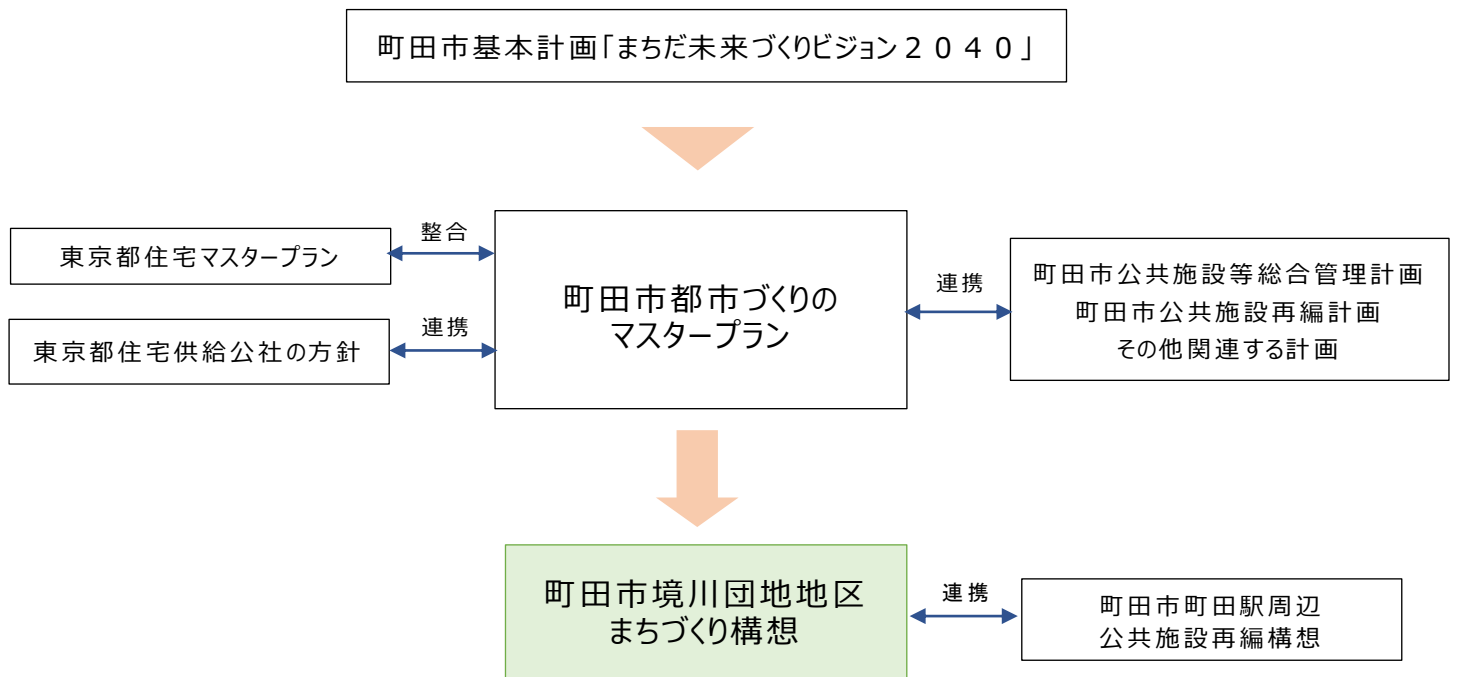 町田市基本計画「まちだ未来づくりビジョン２０４０」
整合
東京都住宅マスタープラン
連携
東京都住宅供給公社の方針
町田市都市づくりの
マスタープラン
連携
町田市公共施設等総合管理計画
町田市公共施設再編計画
その他関連する計画
町田市境川団地地区
まちづくり構想
連携
町田市町田駅周辺
公共施設再編構想